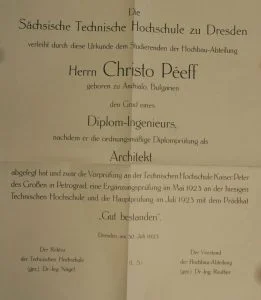 Die
Sächsische Technische Hochschule zu Dresden
verleiht durch diese Urkunde dem Studierenden der Hochbau-Abteilung
Herrn Christo Péeff
geboren zu Anchialo, Bulgarien
den Grad eines
Diplom-Ingenieurs,
nachdem er die ordnungsmäßige Diplomprüfung als
Architekt
abgelegt hat und zwar die Vorprüfung an der Technischen Hochschule Kaiser Peter
des Großen in Petrograd, eine Ergänzungsprüfung im Mai 1923 an der hiesigen
Technischen Hochschule und die Hauptprüfung im Juli 1923 mit dem Prädikat
„Gut bestanden".
Dresden am 30. Juli 1923
Der Rektor
der Technischen Hochschule
(gez.) Dr.-Ing. Nagel
(L. S.)
Der Vorstand
der Hochbau-Abteilung
(gez.) Dr.-Ing. Reuther